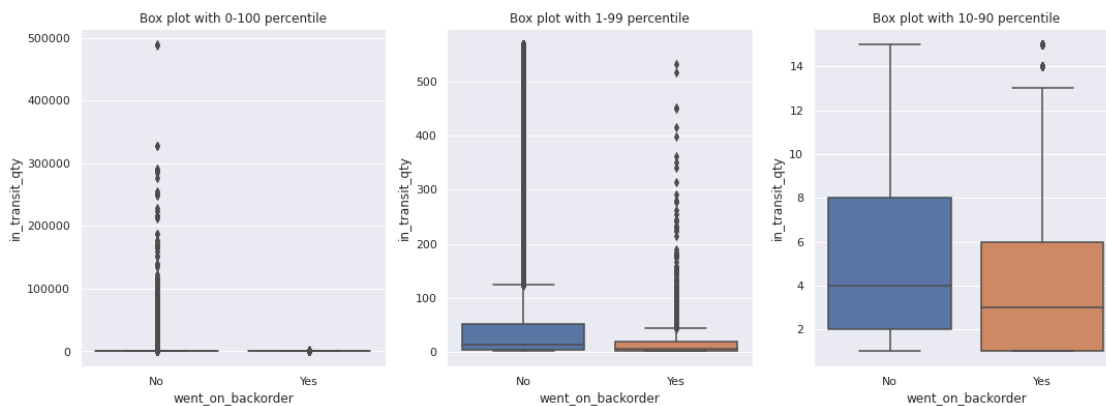 Box plot with 0-100 percentile
500000
400000
300000
200000
100000
0
in_transit_qty
No
Yes
went_on_backorder
Box plot with 1-99 percentile
500
400
300
200
100
0
in_transit_qty
No
Yes
went_on_backorder
Box plot with 10-90 percentile
14
12
10
8
6
4
2
in_transit_qty
No
Yes
went_on_backorder